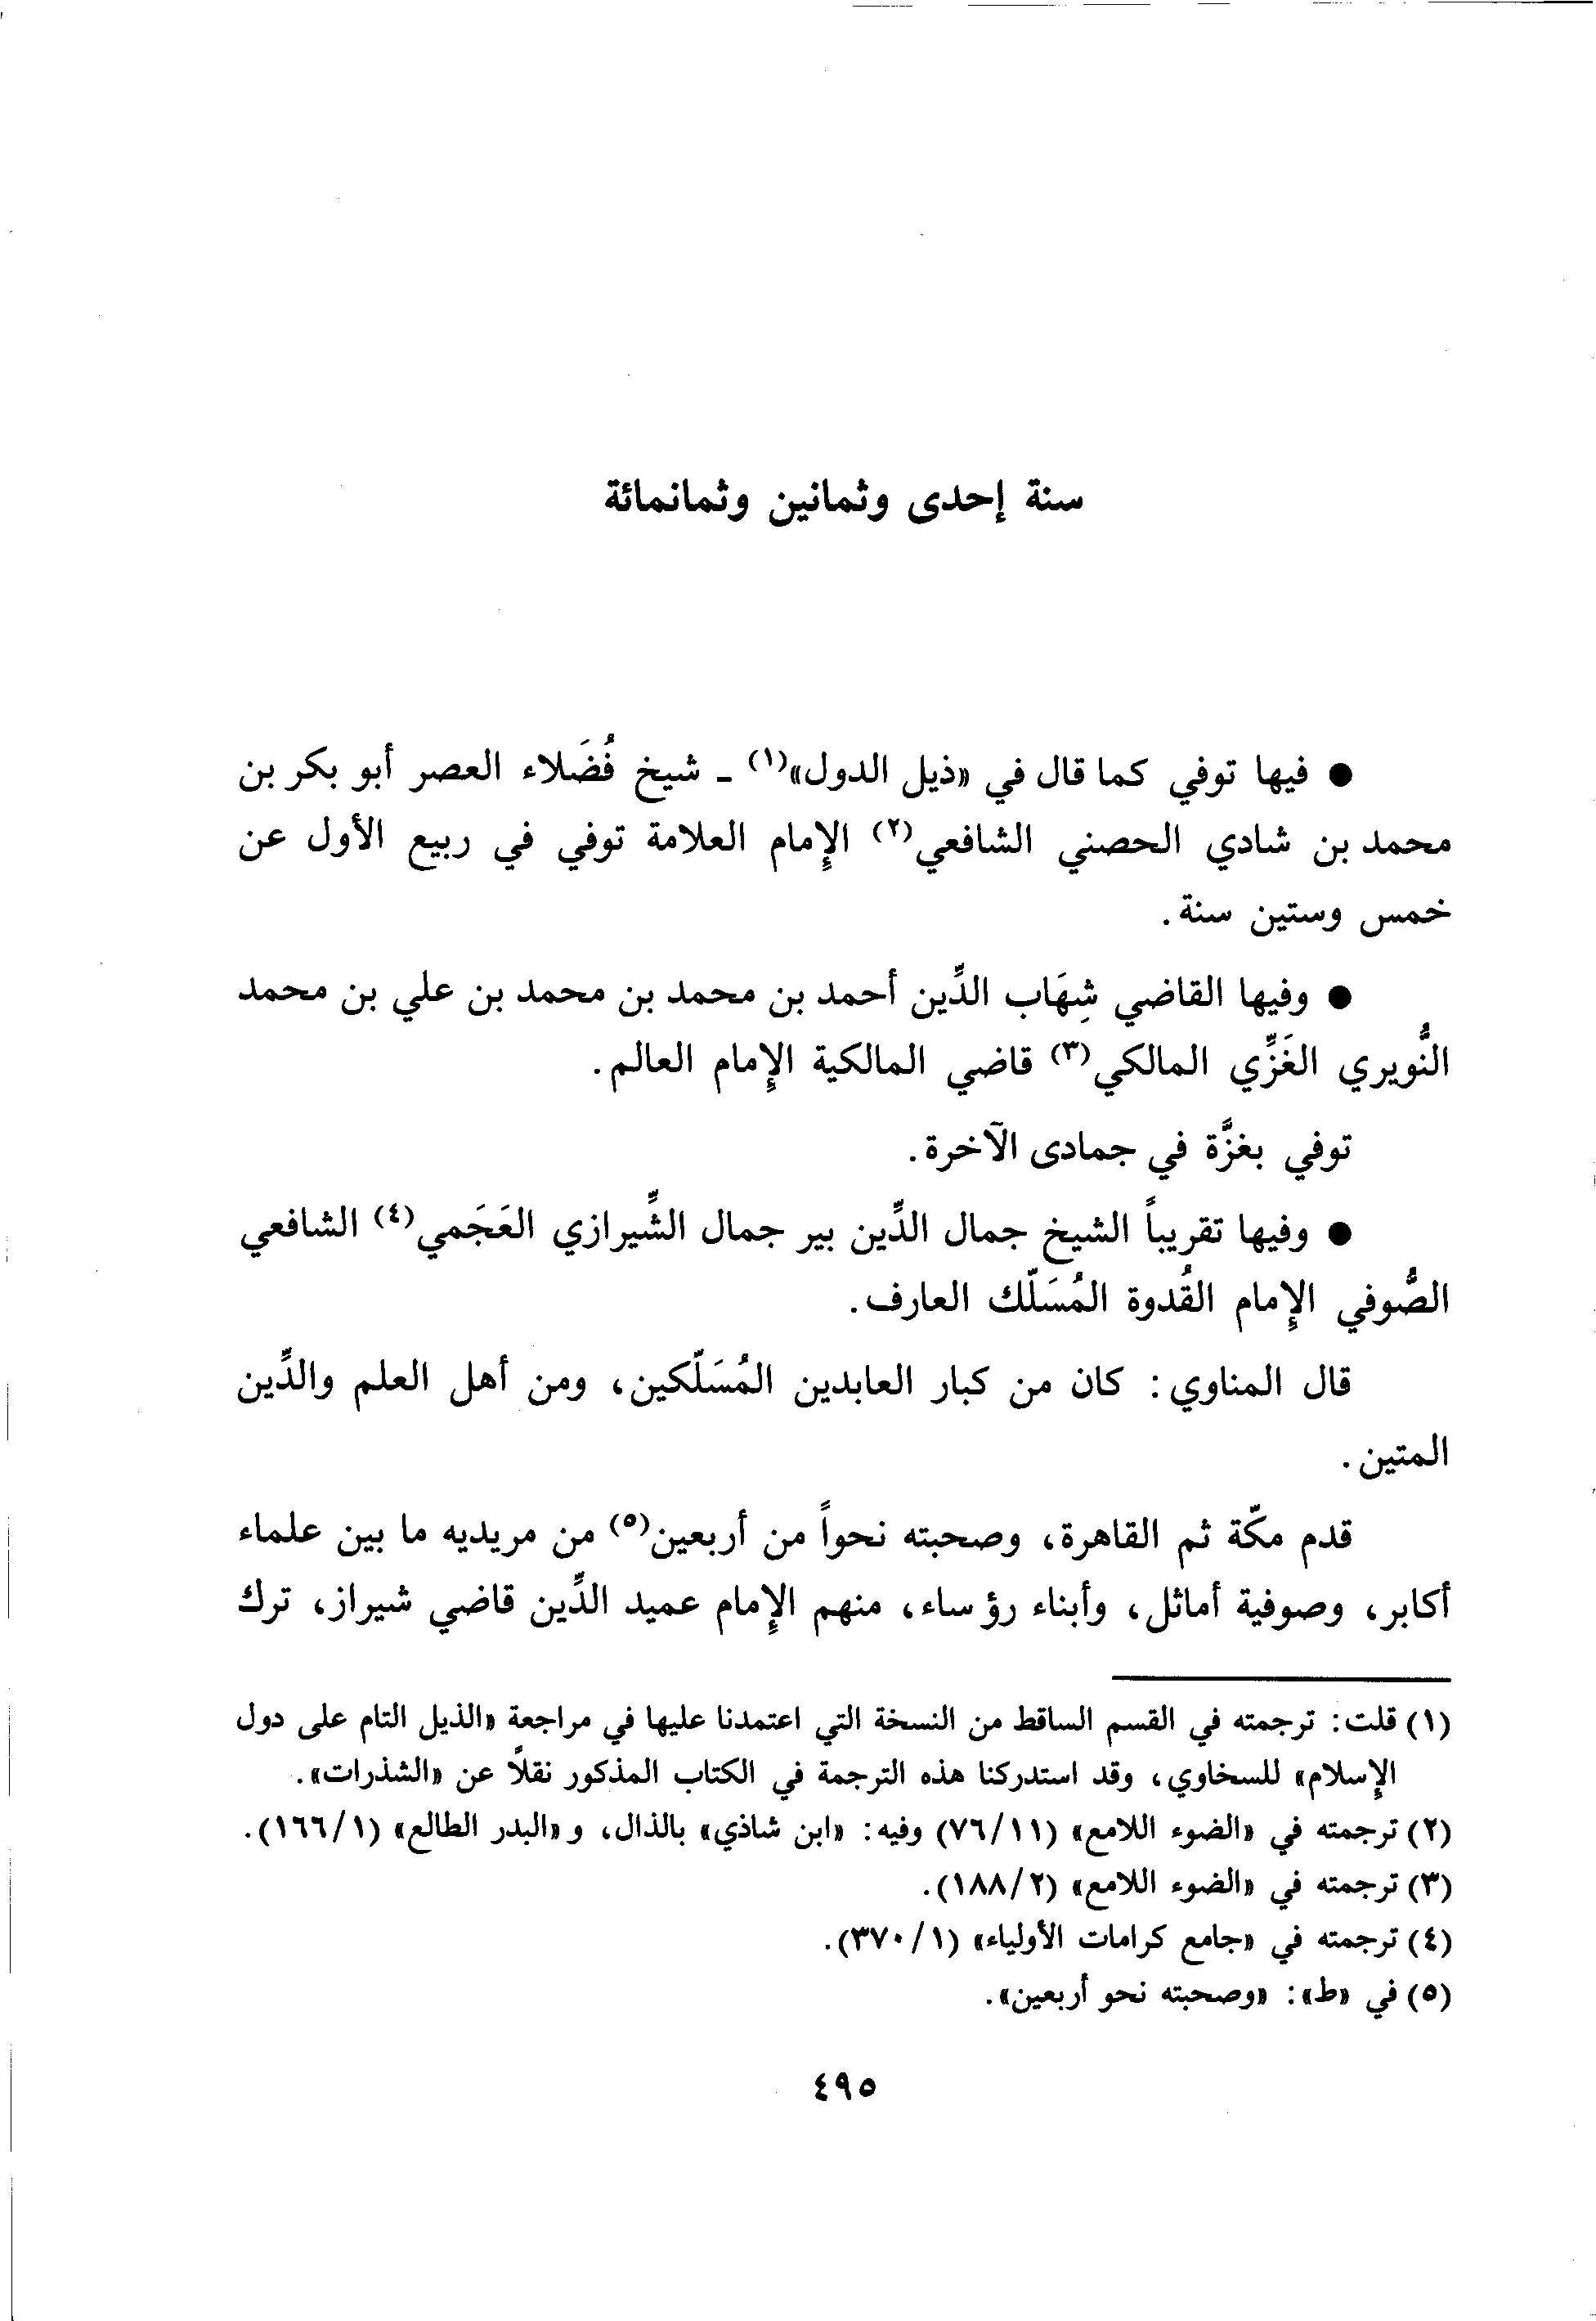 سنة إحدى وثمانين وثمانمائة
● فيها توفي كما قال في «ذيل الدول»(١) ـ شيخ فُضَلاء العصر أبو بكر بن
محمد بن شادي الحصني الشافعي(٢) الإمام العلامة توفي في ربيع الأول عن
خمس وستين سنة.
● وفيها القاضي شِهَاب الدِّين أحمد بن محمد بن محمد بن علي بن محمد
النُّويري الغَزِّي المالكي(٣) قاضي المالكية الإمام العالم.
توفي بغزَّة في جمادى الآخرة.
● وفيها تقريباً الشيخ جمال الدِّين بير جمال الشِّيرازي العَجَمي(٤) الشافعي
الصُّوفي الإمام القُدوة المُسَلّك العارف.
قال المناوي: كان من كبار العابدين المُسَلّكين، ومن أهل العلم والدِّين
المتين.
قدم مكّة ثم القاهرة، وصحبته نحواً من أربعين(٥) من مريديه ما بين علماء
أكابر، وصوفية أماثل، وأبناء رؤساء، منهم الإمام عميد الدِّين قاضي شيراز، ترك
(١) قلت: ترجمته في القسم الساقط من النسخة التي اعتمدنا عليها في مراجعة «الذيل التام على دول
الإسلام» للسخاوي، وقد استدركنا هذه الترجمة في الكتاب المذكور نقلاً عن «الشذرات».
(٢) ترجمته في «الضوء اللامع» (٧٦/١١) وفيه: «ابن شاذي» بالذال، و«البدر الطالع» (١٦٦/١).
(٣) ترجمته في «الضوء اللامع» (١٨٨/٢).
(٤) ترجمته في «جامع كرامات الأولياء» (٣٧٠/١).
(٥) في «ط»: «وصحبته نحو أربعين».
٤٩٥